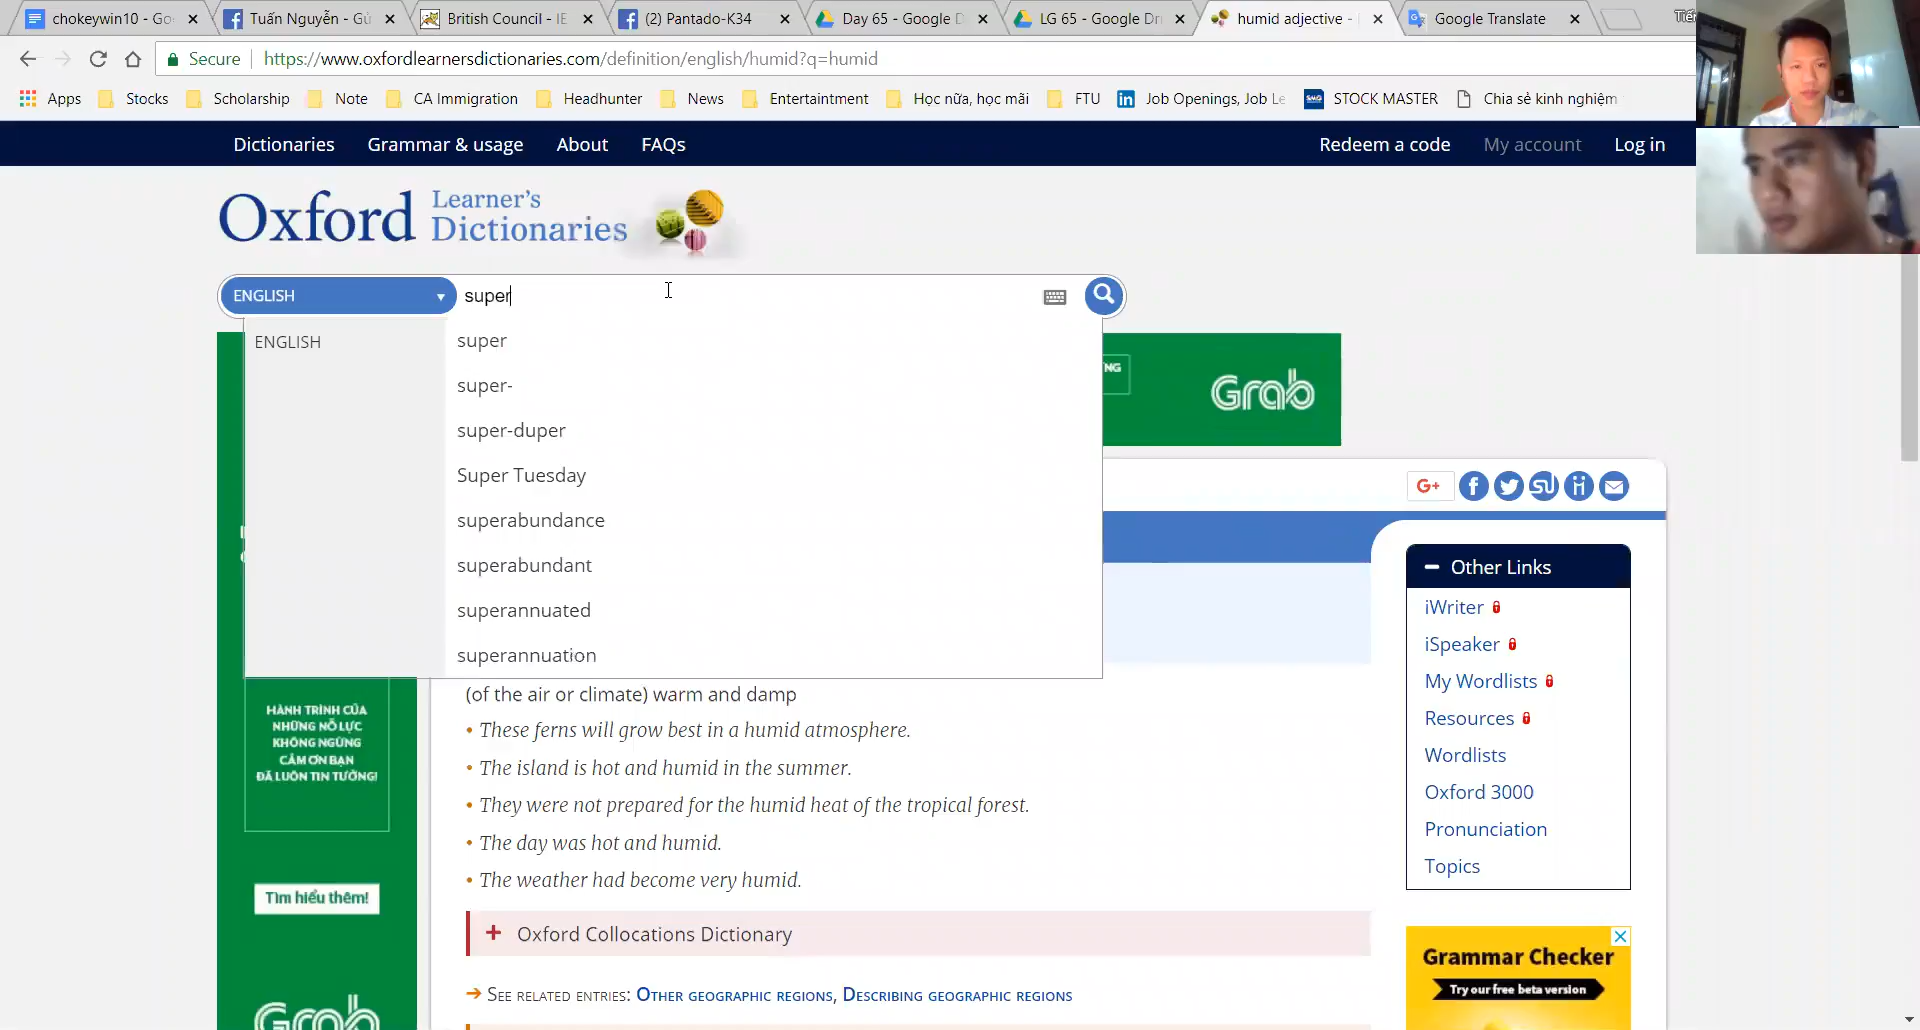 chokeywin10 - Go
Tuấn Nguyễn - Gủ
British Council - IE
(2) Pantado-K34
Day 65 - Google D
LG 65 - Google Dri
humid adjective -
Google Translate
Secure
https://www.oxfordlearnersdictionaries.com/definition/english/humid?q=humid
Apps
Stocks
Scholarship
Note
CA Immigration
Headhunter
News
Entertaintment
Học nữa, học mãi
FTU
Job Openings, Job Le
STOCK MASTER
Chia sẻ kinh nghiệm
Dictionaries
Grammar & usage
About
FAQs
Redeem a code
My account
Log in
Oxford Learner's Dictionaries
ENGLISH
super
ENGLISH
super
super-
super-duper
Super Tuesday
superabundance
superabundant
superannuated
superannuation
NG
Grab
G+
(of the air or climate) warm and damp
• These ferns will grow best in a humid atmosphere.
• The island is hot and humid in the summer.
• They were not prepared for the humid heat of the tropical forest.
• The day was hot and humid.
• The weather had become very humid.
+ Oxford Collocations Dictionary
→ SEE RELATED ENTRIES: OTHER GEOGRAPHIC REGIONS, DESCRIBING GEOGRAPHIC REGIONS
HÀNH TRÌNH CỦA
NHỮNG NỖ LỰC
KHÔNG NGỪNG
CẢM ƠN BẠN
ĐÃ LUÔN TIN TƯỞNG!
Tìm hiểu thêm!
Grab
Other Links
iWriter
iSpeaker
My Wordlists
Resources
Wordlists
Oxford 3000
Pronunciation
Topics
Grammar Checker
Try our free beta version